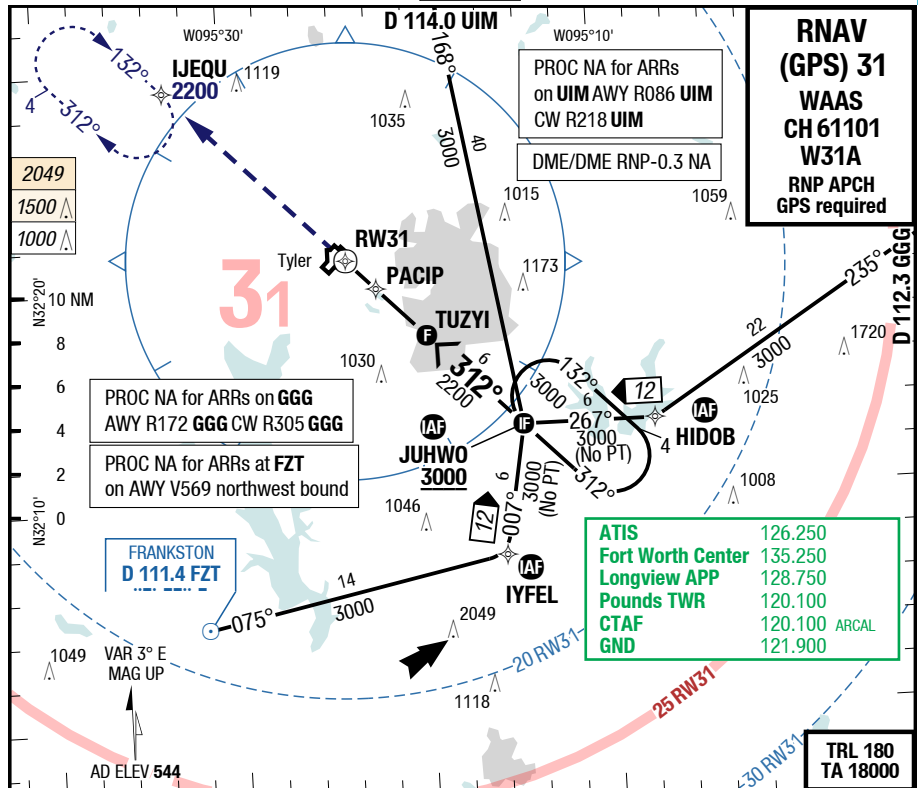 D 114.0 UIM
W095°30'
W095°10'
RNAV
(GPS) 31
WAAS
CH 61101
W31A
RNP APCH
GPS required
PROC NA for ARRs
on UIM AWY R086 UIM
CW R218 UIM
DME/DME RNP-0.3 NA
132°
IJEQU
2200
4
312°
1119
1035
168°
3000
40
1015
1059
2049
1500
1000
Tyler
RW31
PACIP
TUZYI
F
31
1173
235°
D 112.3 GGG
22
3000
1720
N32°20'
10 NM
8
6
4
2
0
N32°10'
1030
6
312°
2200
3000
132°
6
12
267°
3000
(No PT)
4
IAF
HIDOB
1025
IF
IAF
JUHWO
3000
312°
PROC NA for ARRs on GGG
AWY R172 GGG CW R305 GGG
PROC NA for ARRs at FZT
on AWY V569 northwest bound
1046
6
3000
(No PT)
007°
12
1008
IAF
IYFEL
FRANKSTON
D 111.4 FZT
075°
14
3000
2049
ATIS 126.250
Fort Worth Center 135.250
Longview APP 128.750
Pounds TWR 120.100
CTAF 120.100 ARCAL
GND 121.900
1049
VAR 3° E
MAG UP
AD ELEV 544
1118
20 RW31
25 RW31
30 RW31
TRL 180
TA 18000